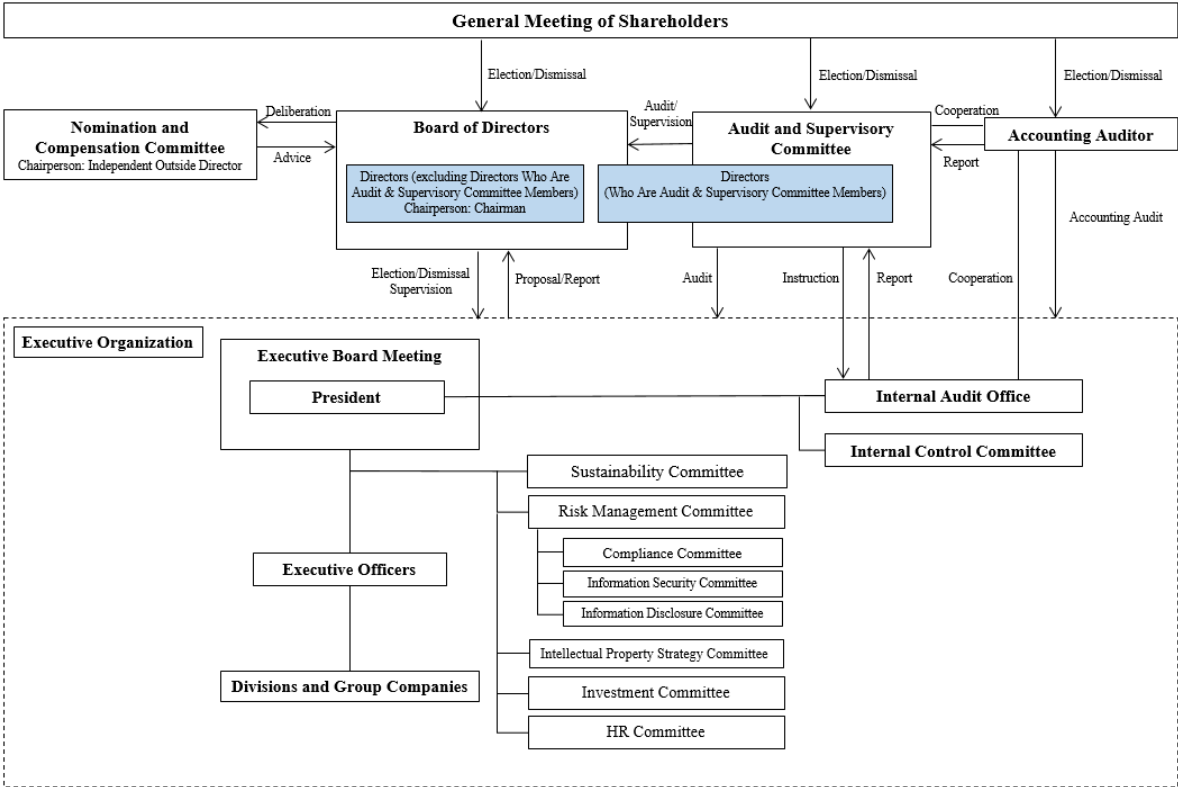 General Meeting of Shareholders
Election/Dismissal
Election/Dismissal
Election/Dismissal
Nomination and
Compensation Committee
Chairperson: Independent Outside Director
Deliberation
Advice
Board of Directors
Directors (excluding Directors Who Are
Audit & Supervisory Committee Members)
Chairperson: Chairman
Audit/
Supervision
Audit and Supervisory
Committee
Directors
(Who Are Audit & Supervisory Committee Members)
Cooperation
Report
Accounting Auditor
Accounting Audit
Election/Dismissal
Supervision
Proposal/Report
Audit
Instruction
Report
Cooperation
Executive Organization
Executive Board Meeting
President
Internal Audit Office
Internal Control Committee
Sustainability Committee
Risk Management Committee
Compliance Committee
Information Security Committee
Information Disclosure Committee
Executive Officers
Intellectual Property Strategy Committee
Divisions and Group Companies
Investment Committee
HR Committee